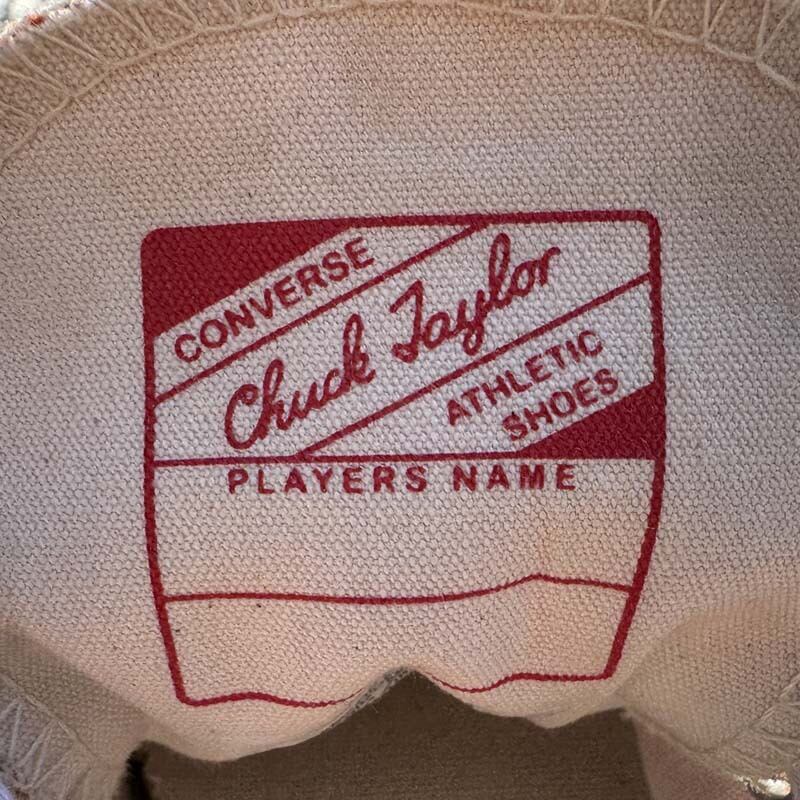 CONVERSE
Chuck Taylor
ATHLETIC
SHOES
PLAYERS NAME